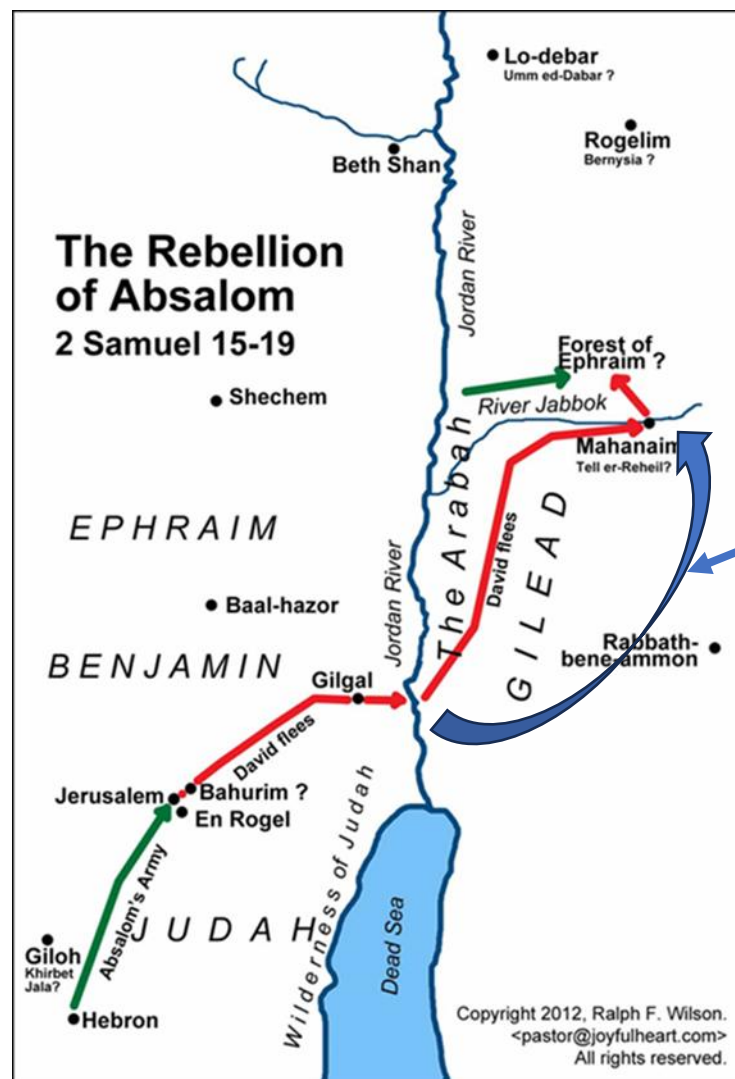 Lo-debar
Umm ed-Dabar ?
Rogelim
Bernysia ?
Beth Shan
The Rebellion
of Absalom
2 Samuel 15-19
Jordan River
Forest of
Ephraim ?
Shechem
River Jabbok
Mahanaim
Tell er-Reheil?
The Arabah
GILEAD
David flees
EPHRAIM
Jordan River
Baal-hazor
Rabbath-
bene-ammon
BENJAMIN
Gilgal
David flees
Jerusalem
Bahurim ?
En Rogel
Absalom's Army
JUDAH
Wilderness of Judah
Dead Sea
Giloh
Khirbet
Jala?
Hebron
Copyright 2012, Ralph F. Wilson.
<pastor@joyfulheart.com>
All rights reserved.